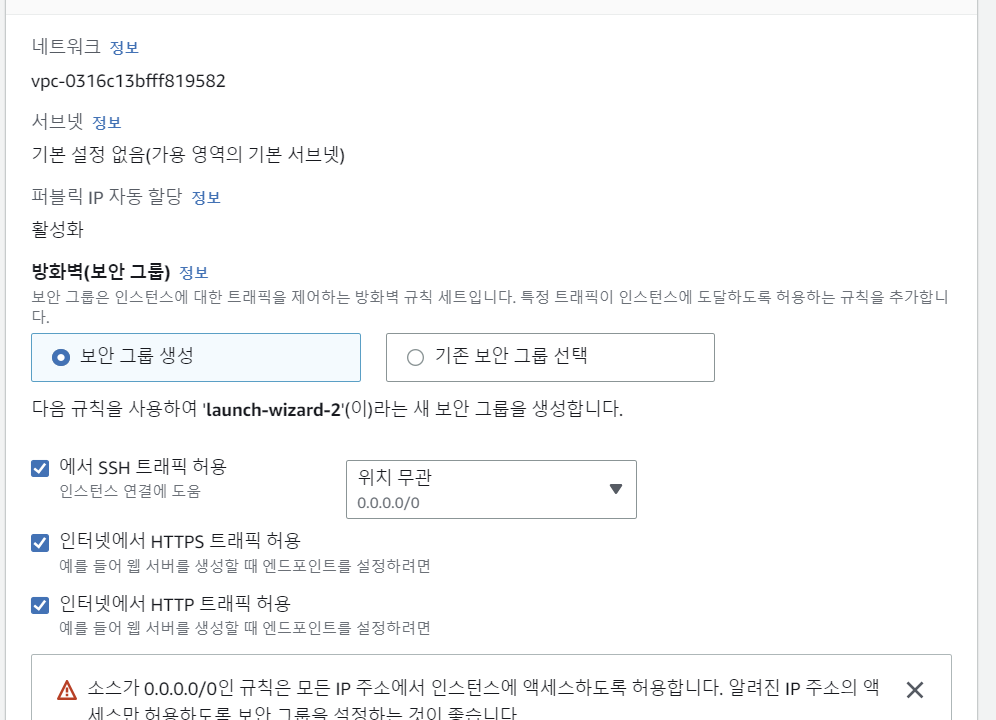 네트워크 정보
vpc-0316c13bfff819582
서브넷 정보
기본 설정 없음(가용 영역의 기본 서브넷)
퍼블릭 IP 자동 할당 정보
활성화
방화벽(보안 그룹) 정보
보안 그룹은 인스턴스에 대한 트래픽을 제어하는 방화벽 규칙 세트입니다. 특정 트래픽이 인스턴스에 도달하도록 허용하는 규칙을 추가합니
다.
보안 그룹 생성
기존 보안 그룹 선택
다음 규칙을 사용하여 'launch-wizard-2'(이)라는 새 보안 그룹을 생성합니다.
에서 SSH 트래픽 허용
인스턴스 연결에 도움
위치 무관
0.0.0.0/0
인터넷에서 HTTPS 트래픽 허용
예를 들어 웹 서버를 생성할 때 엔드포인트를 설정하려면
인터넷에서 HTTP 트래픽 허용
예를 들어 웹 서버를 생성할 때 엔드포인트를 설정하려면
소스가 0.0.0.0/0인 규칙은 모든 IP 주소에서 인스턴스에 액세스하도록 허용합니다. 알려진 IP 주소의 액
세스만 허용하도록 보안 그룹을 설정하는 것이 좋습니다